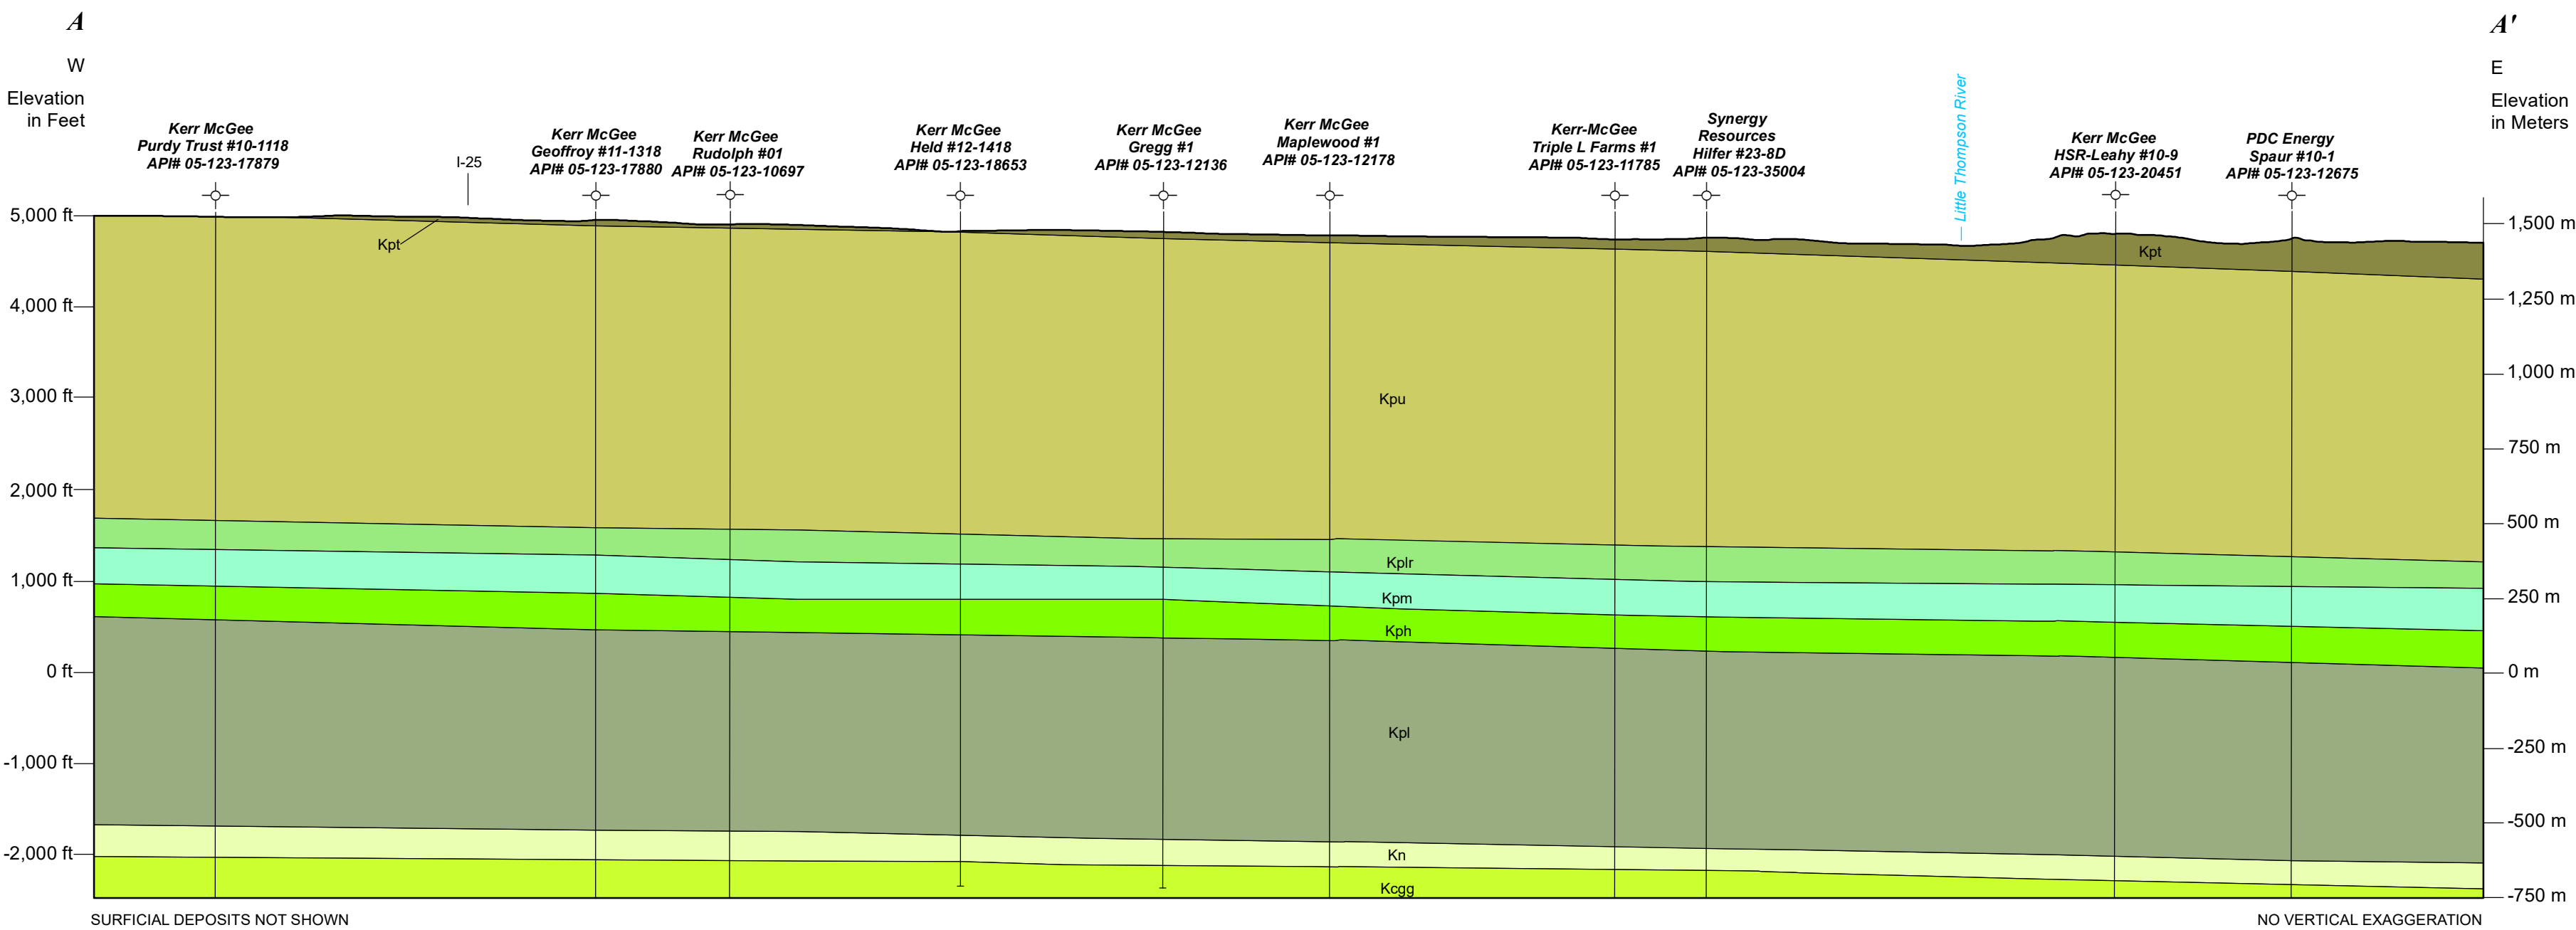 A
A'
W
E
Elevation
in Feet
Elevation
in Meters
Kerr McGee
Purdy Trust #10-1118
API# 05-123-17879
I-25
Kerr McGee
Geoffroy #11-1318
API# 05-123-17880
Kerr McGee
Rudolph #01
API# 05-123-10697
Kerr McGee
Held #12-1418
API# 05-123-18653
Kerr McGee
Gregg #1
API# 05-123-12136
Kerr McGee
Maplewood #1
API# 05-123-12178
Kerr-McGee
Triple L Farms #1
API# 05-123-11785
Synergy
Resources
Hilfer #23-8D
API# 05-123-35004
Little Thompson River
Kerr McGee
HSR-Leahy #10-9
API# 05-123-20451
PDC Energy
Spaur #10-1
API# 05-123-12675
5,000 ft
4,000 ft
3,000 ft
2,000 ft
1,000 ft
0 ft
-1,000 ft
-2,000 ft
Kpt
Kpt
Kpu
Kplr
Kpm
Kph
Kpl
Kn
Kcgg
1,500 m
1,250 m
1,000 m
750 m
500 m
250 m
0 m
-250 m
-500 m
-750 m
SURFICIAL DEPOSITS NOT SHOWN
NO VERTICAL EXAGGERATION